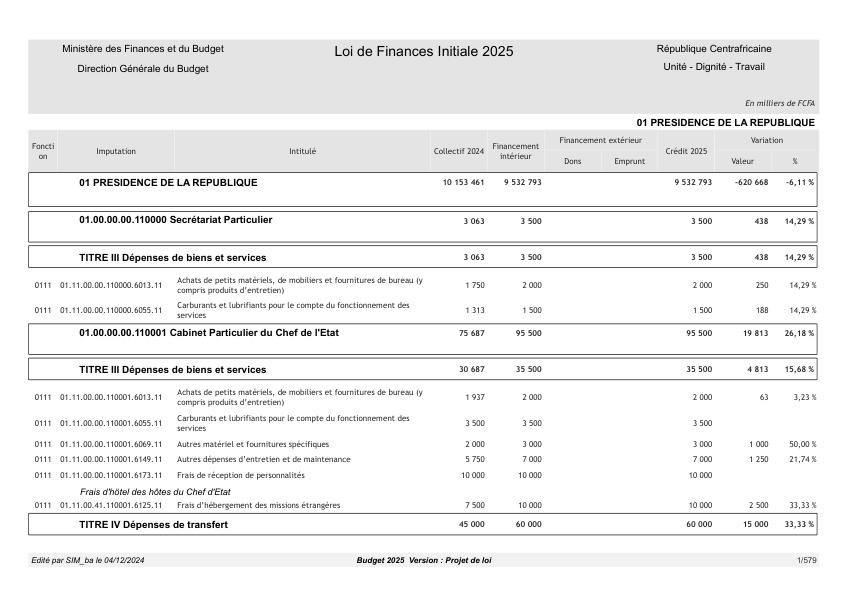 Ministère des Finances et du Budget
Direction Générale du Budget
Loi de Finances Initiale 2025
République Centrafricaine
Unité - Dignité - Travail
En milliers de FCFA
01 PRESIDENCE DE LA REPUBLIQUE
Foncti on Imputation Intitulé Collectif 2024 Financement intérieur Financement extérieur Dons Emprunt Crédit 2025 Variation Valeur %
01 PRESIDENCE DE LA REPUBLIQUE 10 153 461 9 532 793 9 532 793 -620 668 -6,11 %
01.00.00.00.110000 Secrétariat Particulier 3 063 3 500 3 500 438 14,29 %
TITRE III Dépenses de biens et services 3 063 3 500 3 500 438 14,29 %
0111 01.11.00.00.110000.6013.11 Achats de petits matériels, de mobiliers et fournitures de bureau (y 1 750 2 000 2 000 250 14,29 %
compris produits d'entretien)
0111 01.11.00.00.110000.6055.11 Carburants et lubrifiants pour le compte du fonctionnement des 1 313 1 500 1 500 188 14,29 %
services
01.00.00.00.110001 Cabinet Particulier du Chef de l'Etat 75 687 95 500 95 500 19 813 26,18 %
TITRE III Dépenses de biens et services 30 687 35 500 35 500 4 813 15,68 %
0111 01.11.00.00.110001.6013.11 Achats de petits matériels, de mobiliers et fournitures de bureau (y 1 937 2 000 2 000 63 3,23 %
compris produits d'entretien)
0111 01.11.00.00.110001.6055.11 Carburants et lubrifiants pour le compte du fonctionnement des 3 500 3 500 3 500
services
0111 01.11.00.00.110001.6069.11 Autres matériel et fournitures spécifiques 2 000 3 000 3 000 1 000 50,00 %
0111 01.11.00.00.110001.6149.11 Autres dépenses d'entretien et de maintenance 5 750 7 000 7 000 1 250 21,74 %
0111 01.11.00.00.110001.6173.11 Frais de réception de personnalités 10 000 10 000 10 000
Frais d'hôtel des hôtes du Chef d'Etat
0111 01.11.00.41.110001.6125.11 Frais d'hébergement des missions étrangères 7 500 10 000 10 000 2 500 33,33 %
TITRE IV Dépenses de transfert 45 000 60 000 60 000 15 000 33,33 %
Edité par SIM_ba le 04/12/2024 Budget 2025 Version : Projet de loi 1/579